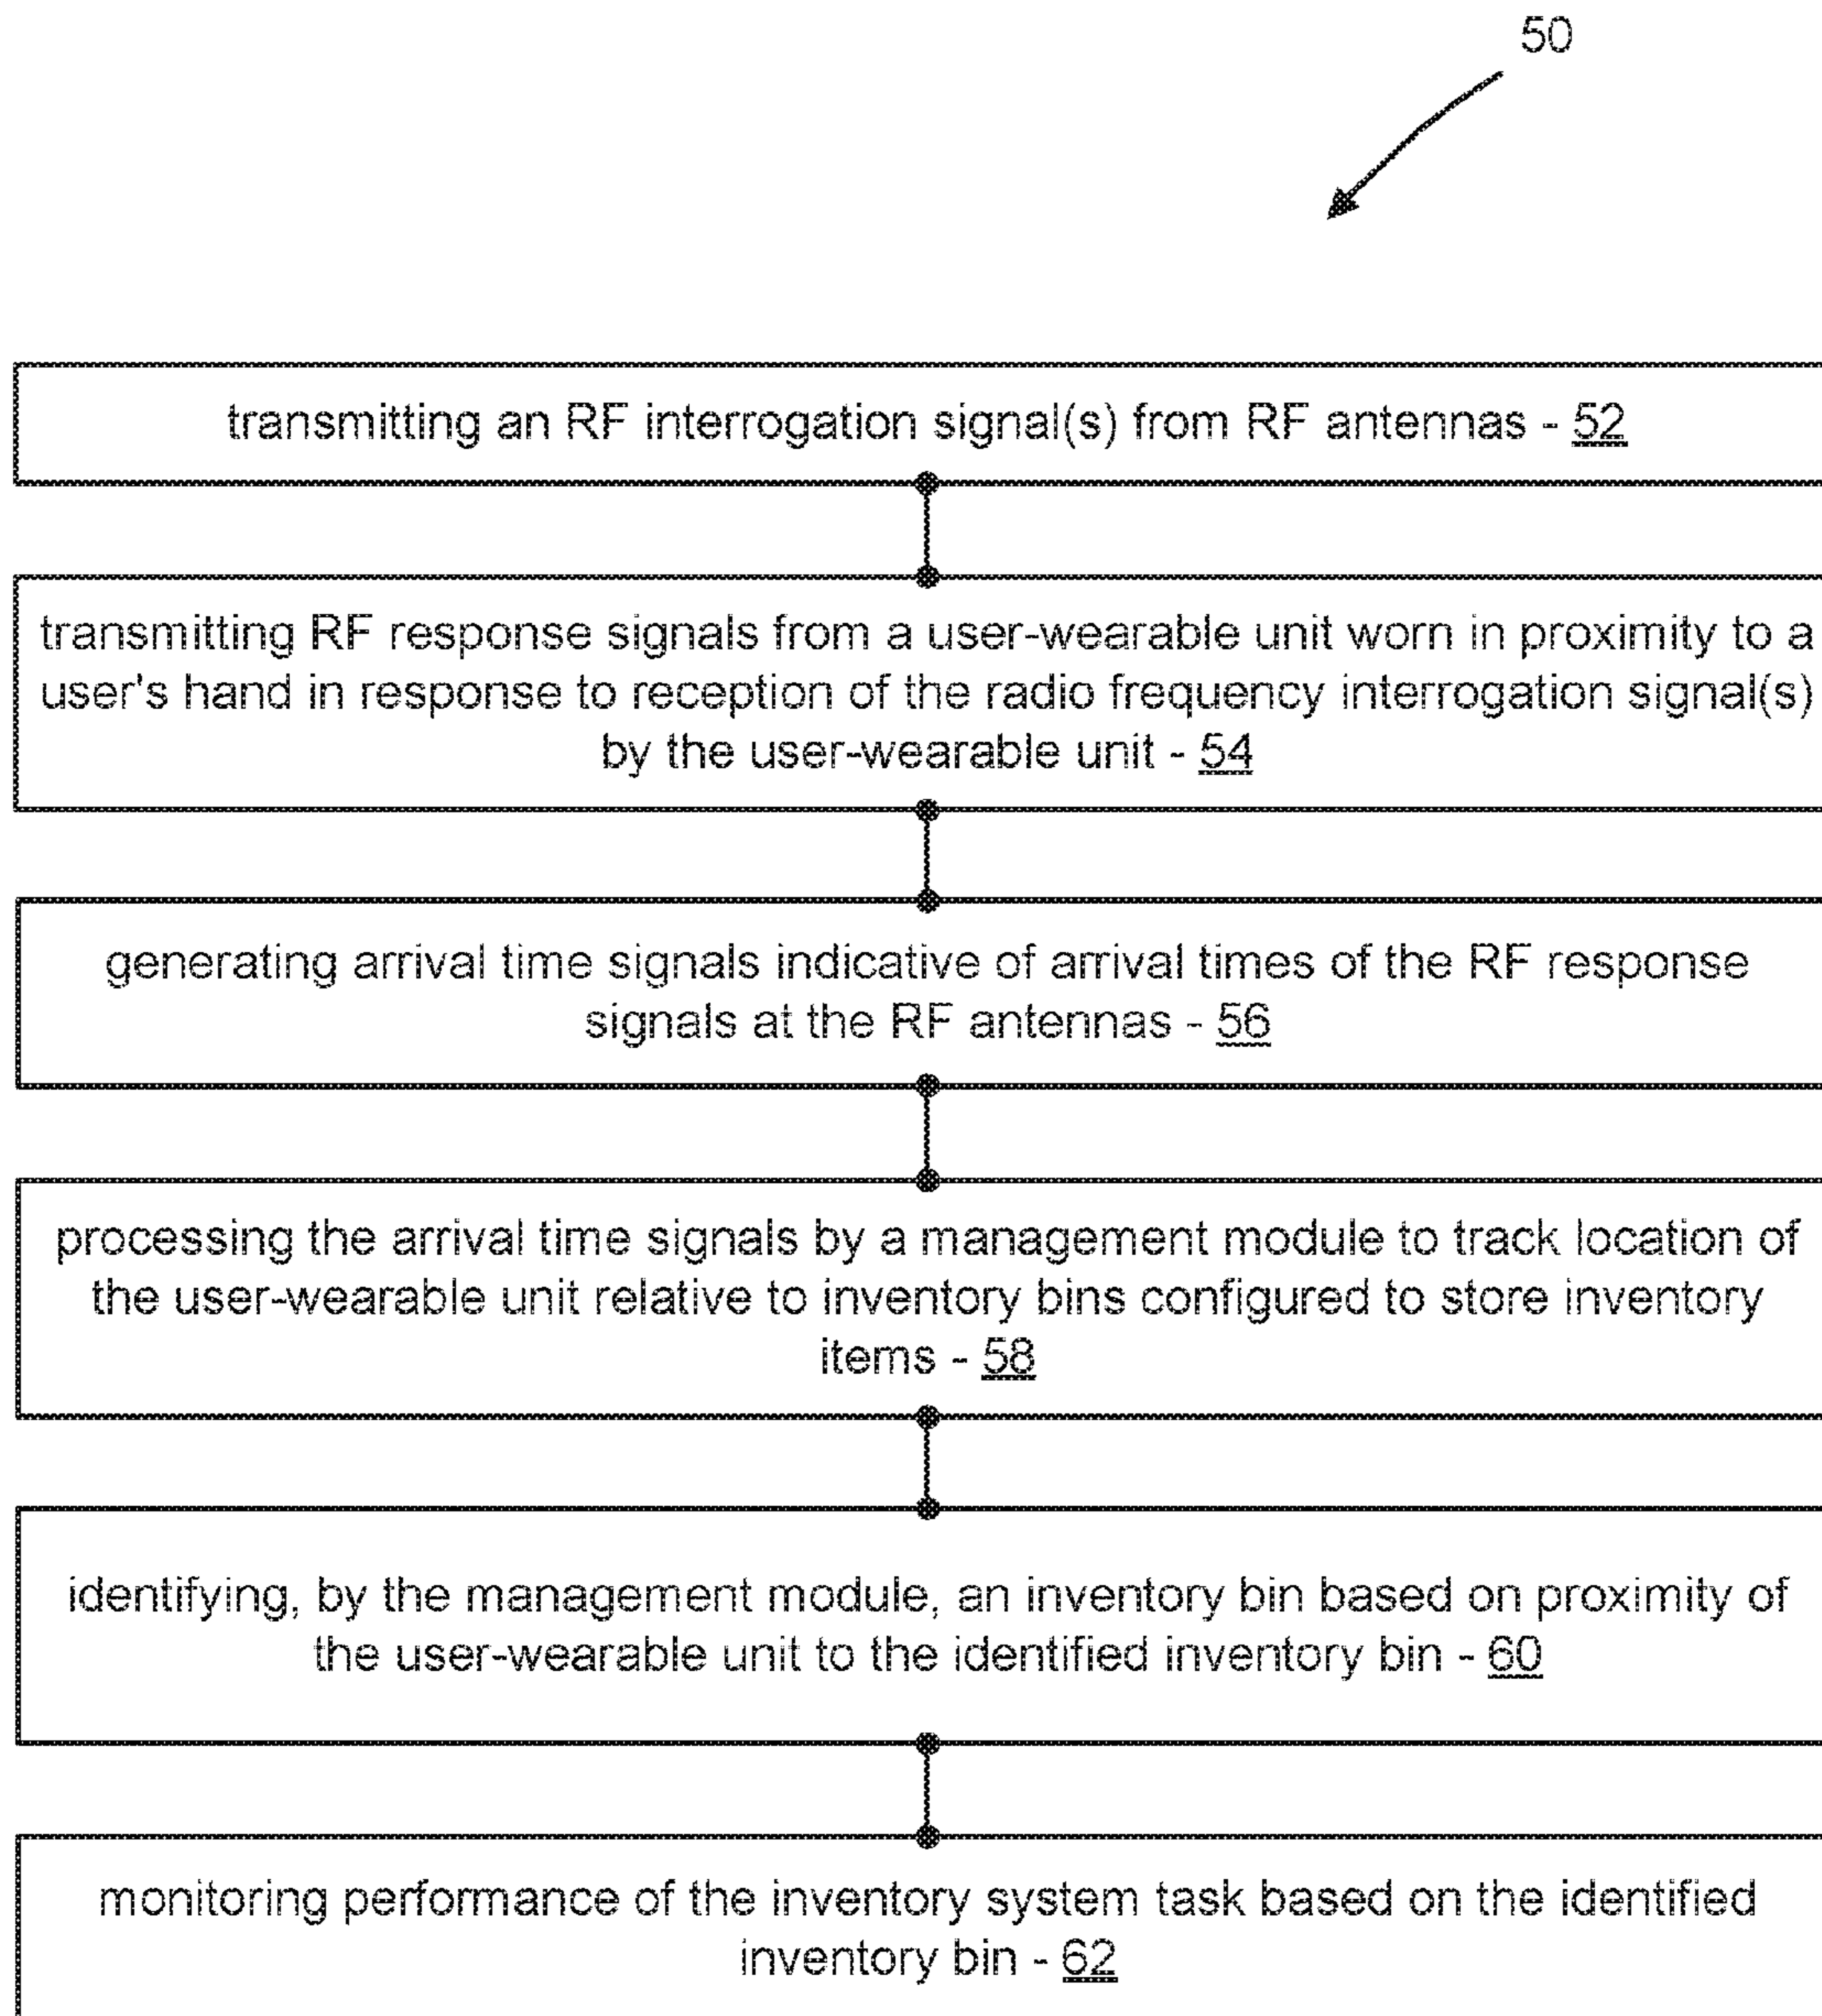 50
transmitting an RF interrogation signal(s) from RF antennas - 52
transmitting RF response signals from a user-wearable unit worn in proximity to a
user's hand in response to reception of the radio frequency interrogation signal(s)
by the user-wearable unit - 54
generating arrival time signals indicative of arrival times of the RF response
signals at the RF antennas - 56
processing the arrival time signals by a management module to track location of
the user-wearable unit relative to inventory bins configured to store inventory
items - 58
identifying, by the management module, an inventory bin based on proximity of
the user-wearable unit to the identified inventory bin - 60
monitoring performance of the inventory system task based on the identified
inventory bin - 62